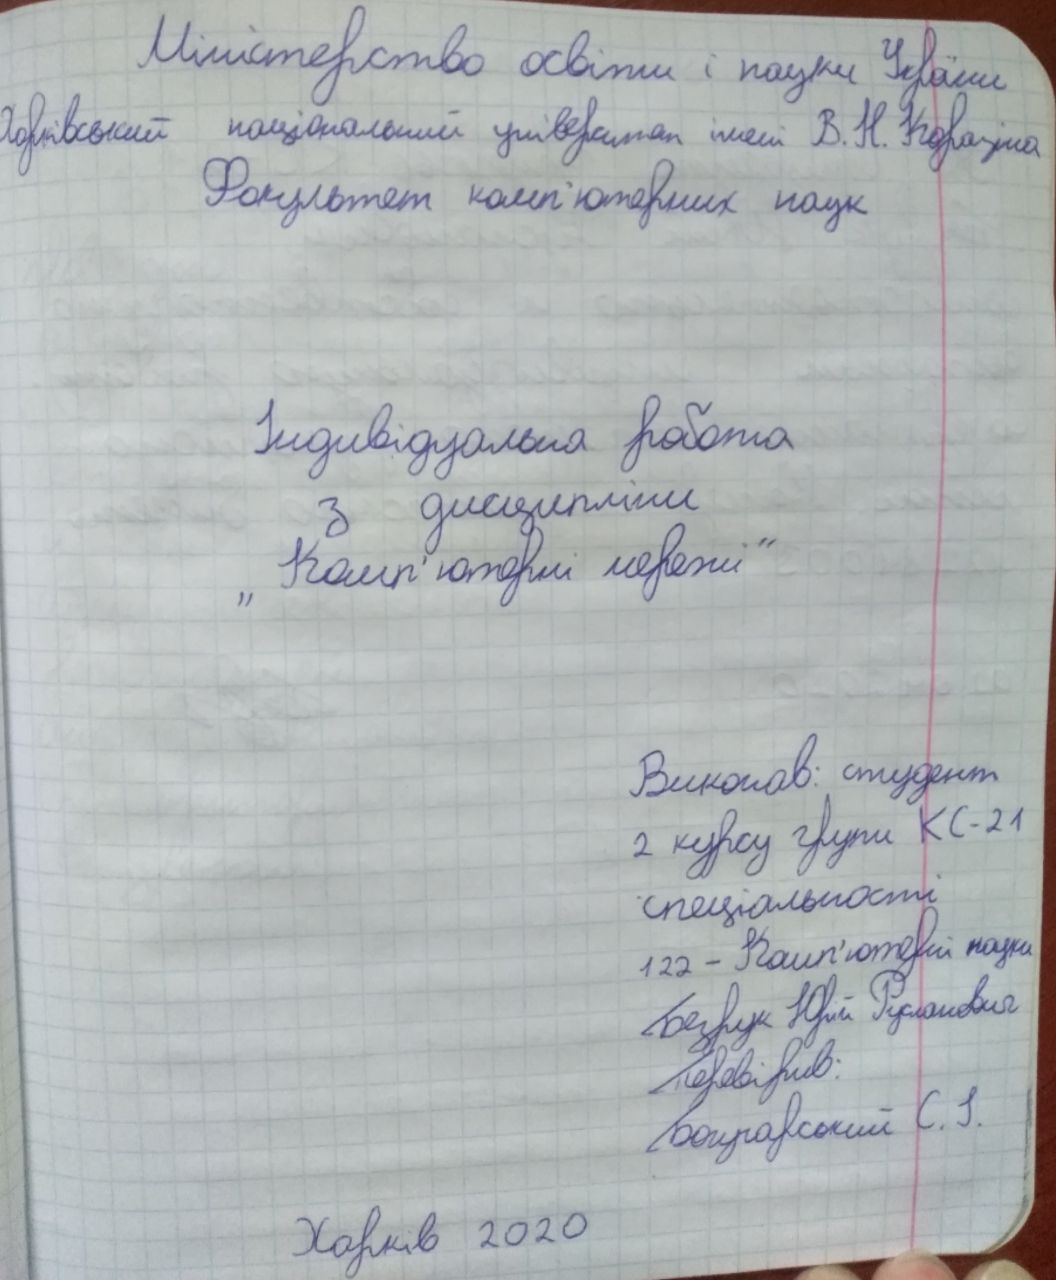 Міністерство освіти і науки України
Харківський національний університет імені В.Н. Каразіна
Факультет комп'ютерних наук
Індивідуальна робота
з дисципліни
„Комп'ютерні мережі"
Виконав: студент
2 курсу групи КС-21
спеціальності
122 - Комп'ютерні науки
Безрук Юрій Русланович
Перевірив:
С. І.
Харків 2020